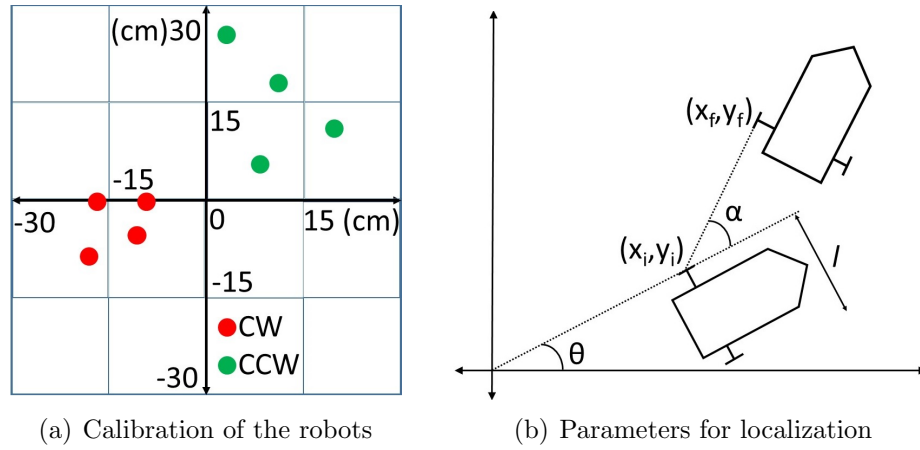 (cm)30
15
-15
-30
0
15 (cm)
-15
CW
CCW
-30
(a) Calibration of the robots
(x_f,y_f)
α
(x_i,y_i)
l
θ
(b) Parameters for localization